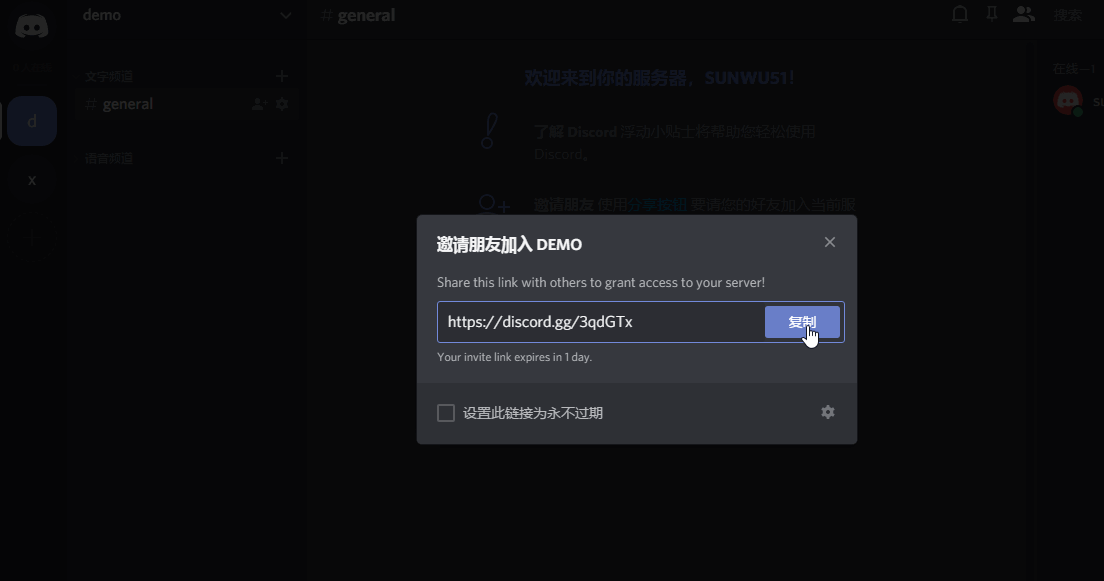 demo
# general
搜索
文字频道
# general
语音频道
d
x
在线—1
欢迎来到你的服务器，SUNWU51！
了解 Discord 浮动小贴士将帮助您轻松使用
Discord。
邀请朋友 使用分享按钮 要请您的好友加入当前服
邀请朋友加入 DEMO
Share this link with others to grant access to your server!
https://discord.gg/3qdGTx
复制
Your invite link expires in 1 day.
设置此链接为永不过期